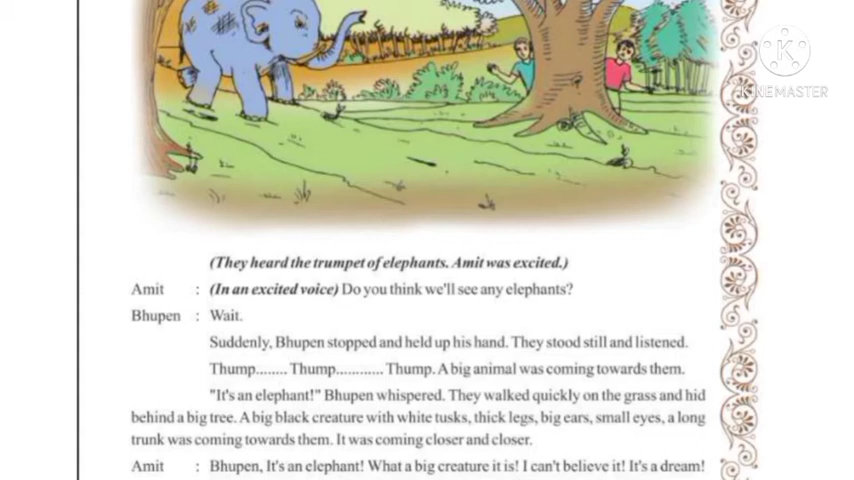 K
KINEMASTER
(They heard the trumpet of elephants. Amit was excited.)
Amit : (In an excited voice) Do you think we'll see any elephants?
Bhupen : Wait.
Suddenly, Bhupen stopped and held up his hand. They stood still and listened.
Thump........ Thump............ Thump. A big animal was coming towards them.
"It's an elephant!" Bhupen whispered. They walked quickly on the grass and hid
behind a big tree. A big black creature with white tusks, thick legs, big ears, small eyes, a long
trunk was coming towards them. It was coming closer and closer.
Amit : Bhupen, It's an elephant! What a big creature it is! I can't believe it! It's a dream!